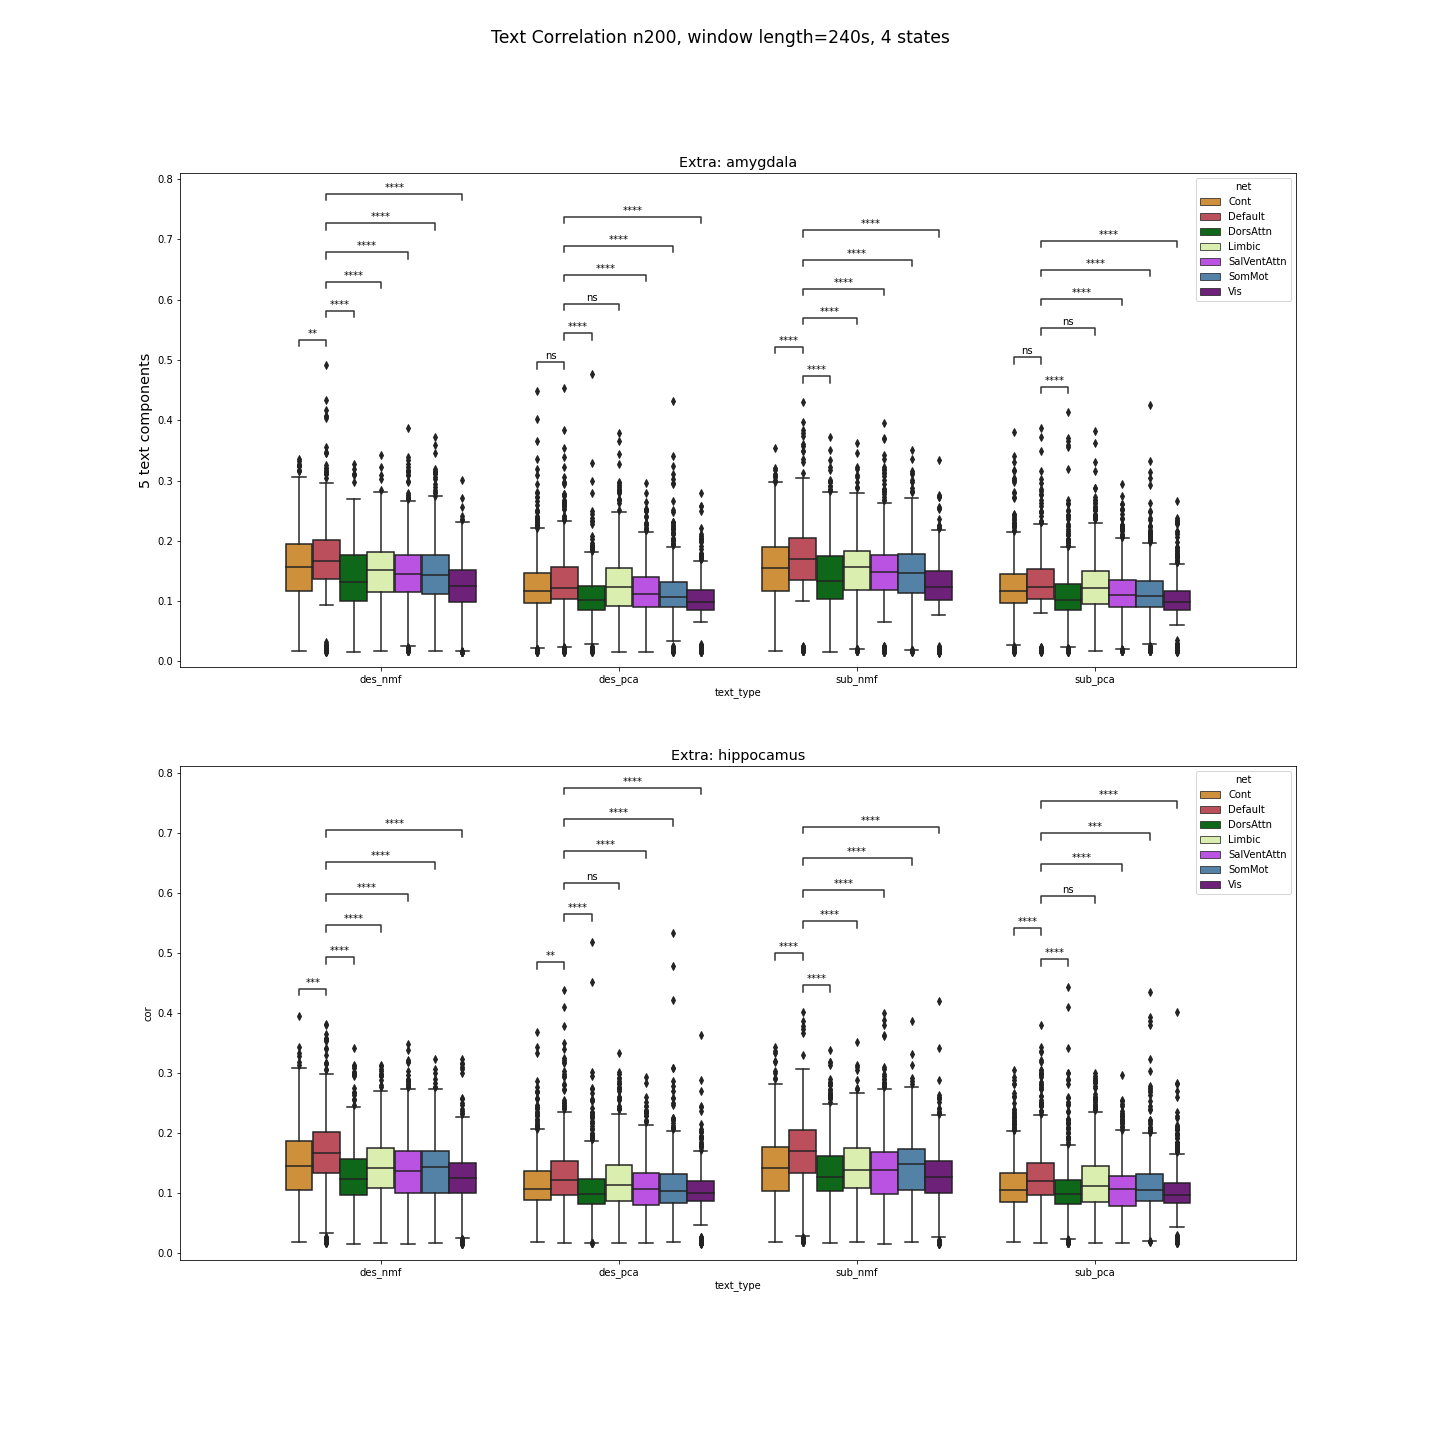 Text Correlation n200, window length=240s, 4 states
Extra: amygdala
0.8
0.7
0.6
0.5
0.4
0.3
0.2
0.1
0.0
5 text components
**
****
****
****
****
****
ns
****
ns
****
****
****
****
****
****
****
****
****
ns
****
ns
****
****
****
net
Cont
Default
DorsAttn
Limbic
SalVentAttn
SomMot
Vis
des_nmf
des_pca
sub_nmf
sub_pca
text_type
Extra: hippocamus
0.8
0.7
0.6
0.5
0.4
0.3
0.2
0.1
0.0
cor
***
****
****
****
****
****
**
****
ns
****
****
****
****
****
****
****
****
****
****
****
ns
****
***
****
net
Cont
Default
DorsAttn
Limbic
SalVentAttn
SomMot
Vis
des_nmf
des_pca
sub_nmf
sub_pca
text_type